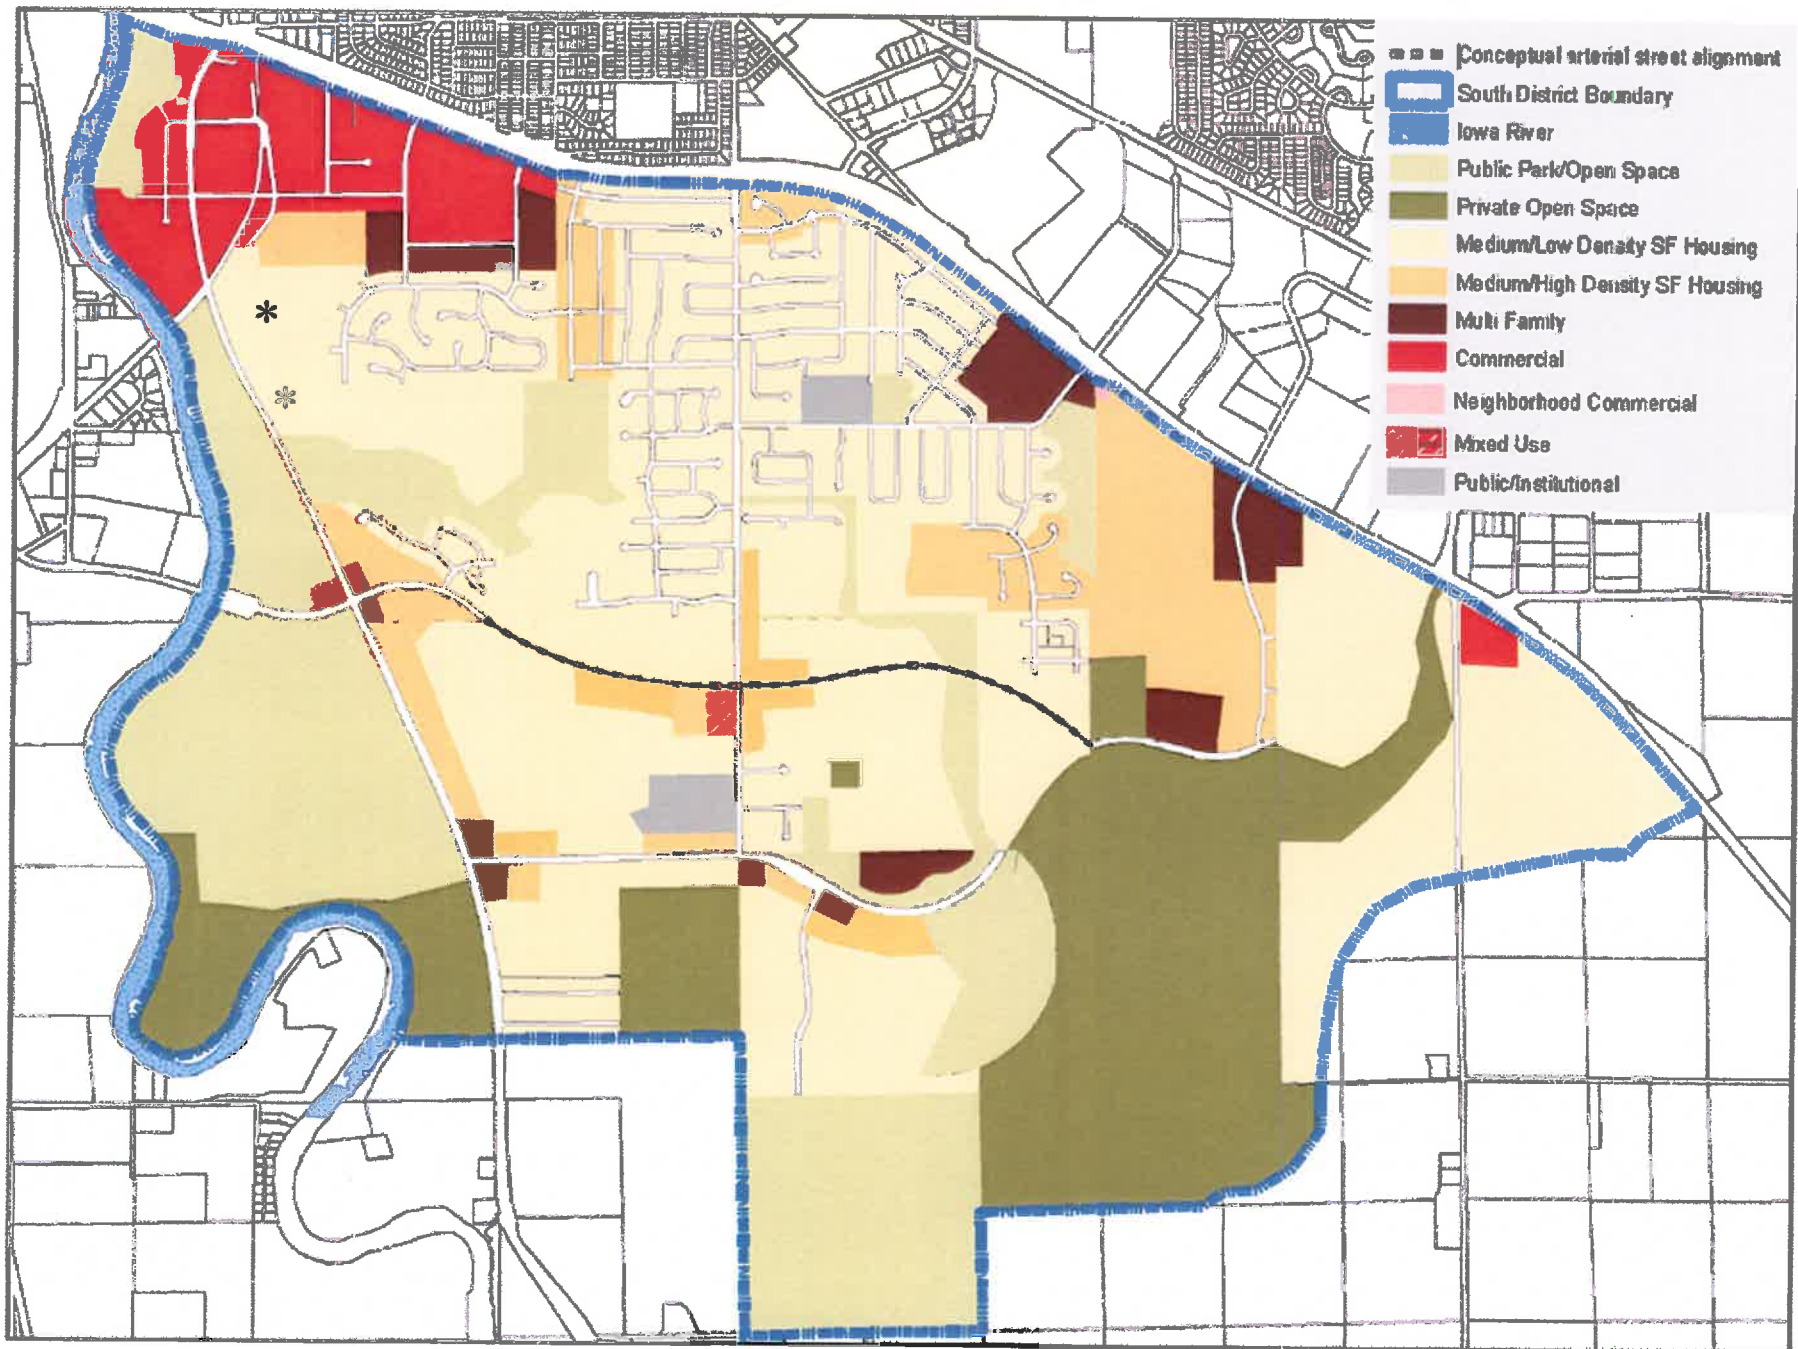 Conceptual arterial street alignment
South District Boundary
Iowa River
Public Park/Open Space
Private Open Space
Medium/Low Density SF Housing
Medium/High Density SF Housing
Multi Family
Commercial
Neighborhood Commercial
Mixed Use
Public/Institutional